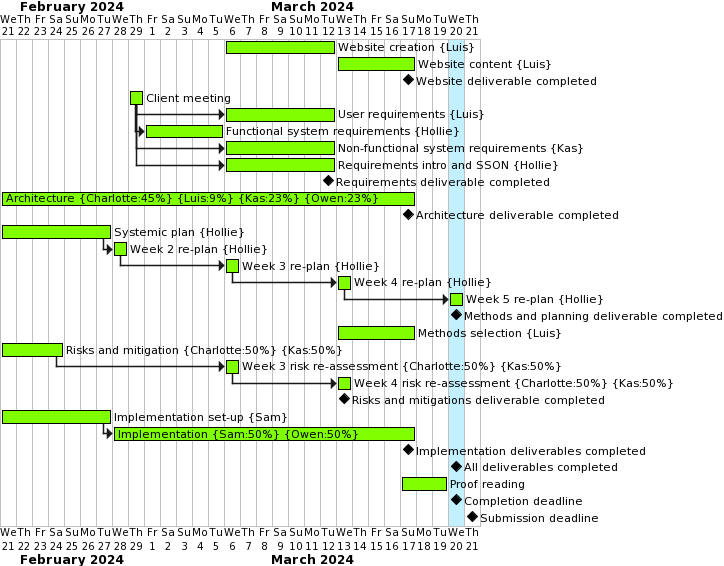 February 2024 March 2024
We Th Fr Sa Su Mo Tu We Th Fr Sa Su Mo Tu We Th Fr Sa Su Mo Tu We Th Fr Sa Su Mo Tu We Th
21 22 23 24 25 26 27 28 29 1 2 3 4 5 6 7 8 9 10 11 12 13 14 15 16 17 18 19 20 21
Website creation {Luis}
Website content {Luis}
Website deliverable completed
Client meeting
User requirements {Luis}
Functional system requirements {Hollie}
Non-functional system requirements {Kas}
Requirements intro and SSON {Hollie}
Requirements deliverable completed
Architecture {Charlotte:45%} {Luis:9%} {Kas:23%} {Owen:23%}
Architecture deliverable completed
Systemic plan {Hollie}
Week 2 re-plan {Hollie}
Week 3 re-plan {Hollie}
Week 4 re-plan {Hollie}
Week 5 re-plan {Hollie}
Methods and planning deliverable completed
Methods selection {Luis}
Risks and mitigation {Charlotte:50%} {Kas:50%}
Week 3 risk re-assessment {Charlotte:50%} {Kas:50%}
Week 4 risk re-assessment {Charlotte:50%} {Kas:50%}
Risks and mitigations deliverable completed
Implementation set-up {Sam}
Implementation {Sam:50%} {Owen:50%}
Implementation deliverables completed
All deliverables completed
Proof reading
Completion deadline
Submission deadline
We Th Fr Sa Su Mo Tu We Th Fr Sa Su Mo Tu We Th Fr Sa Su Mo Tu We Th Fr Sa Su Mo Tu We Th
21 22 23 24 25 26 27 28 29 1 2 3 4 5 6 7 8 9 10 11 12 13 14 15 16 17 18 19 20 21
February 2024 March 2024